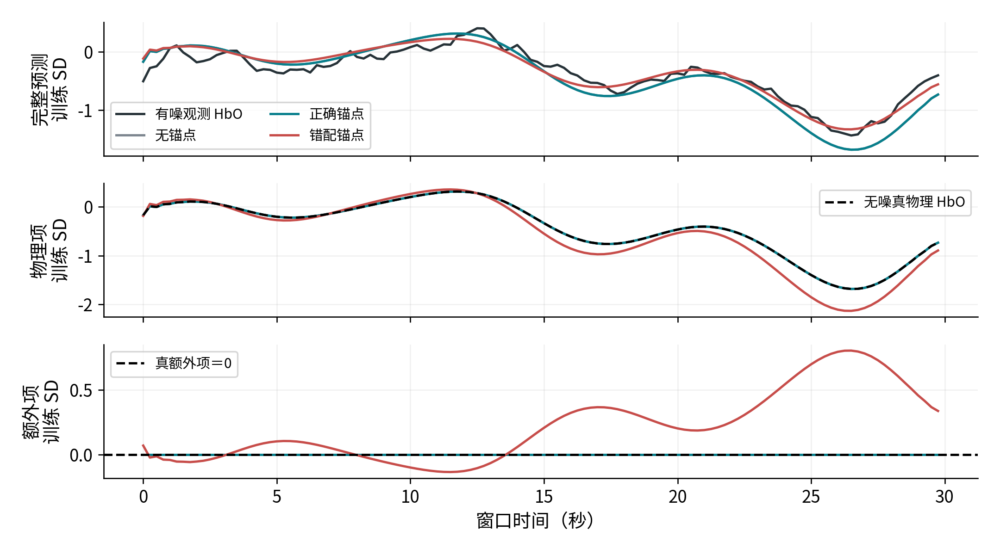 完整预测
训练 SD
0
-1
有噪观测 HbO
无锚点
正确锚点
错配锚点
物理项
训练 SD
0
-1
-2
无噪真物理 HbO
额外项
训练 SD
0.5
0.0
真额外项＝0
0 5 10 15 20 25 30
窗口时间（秒）